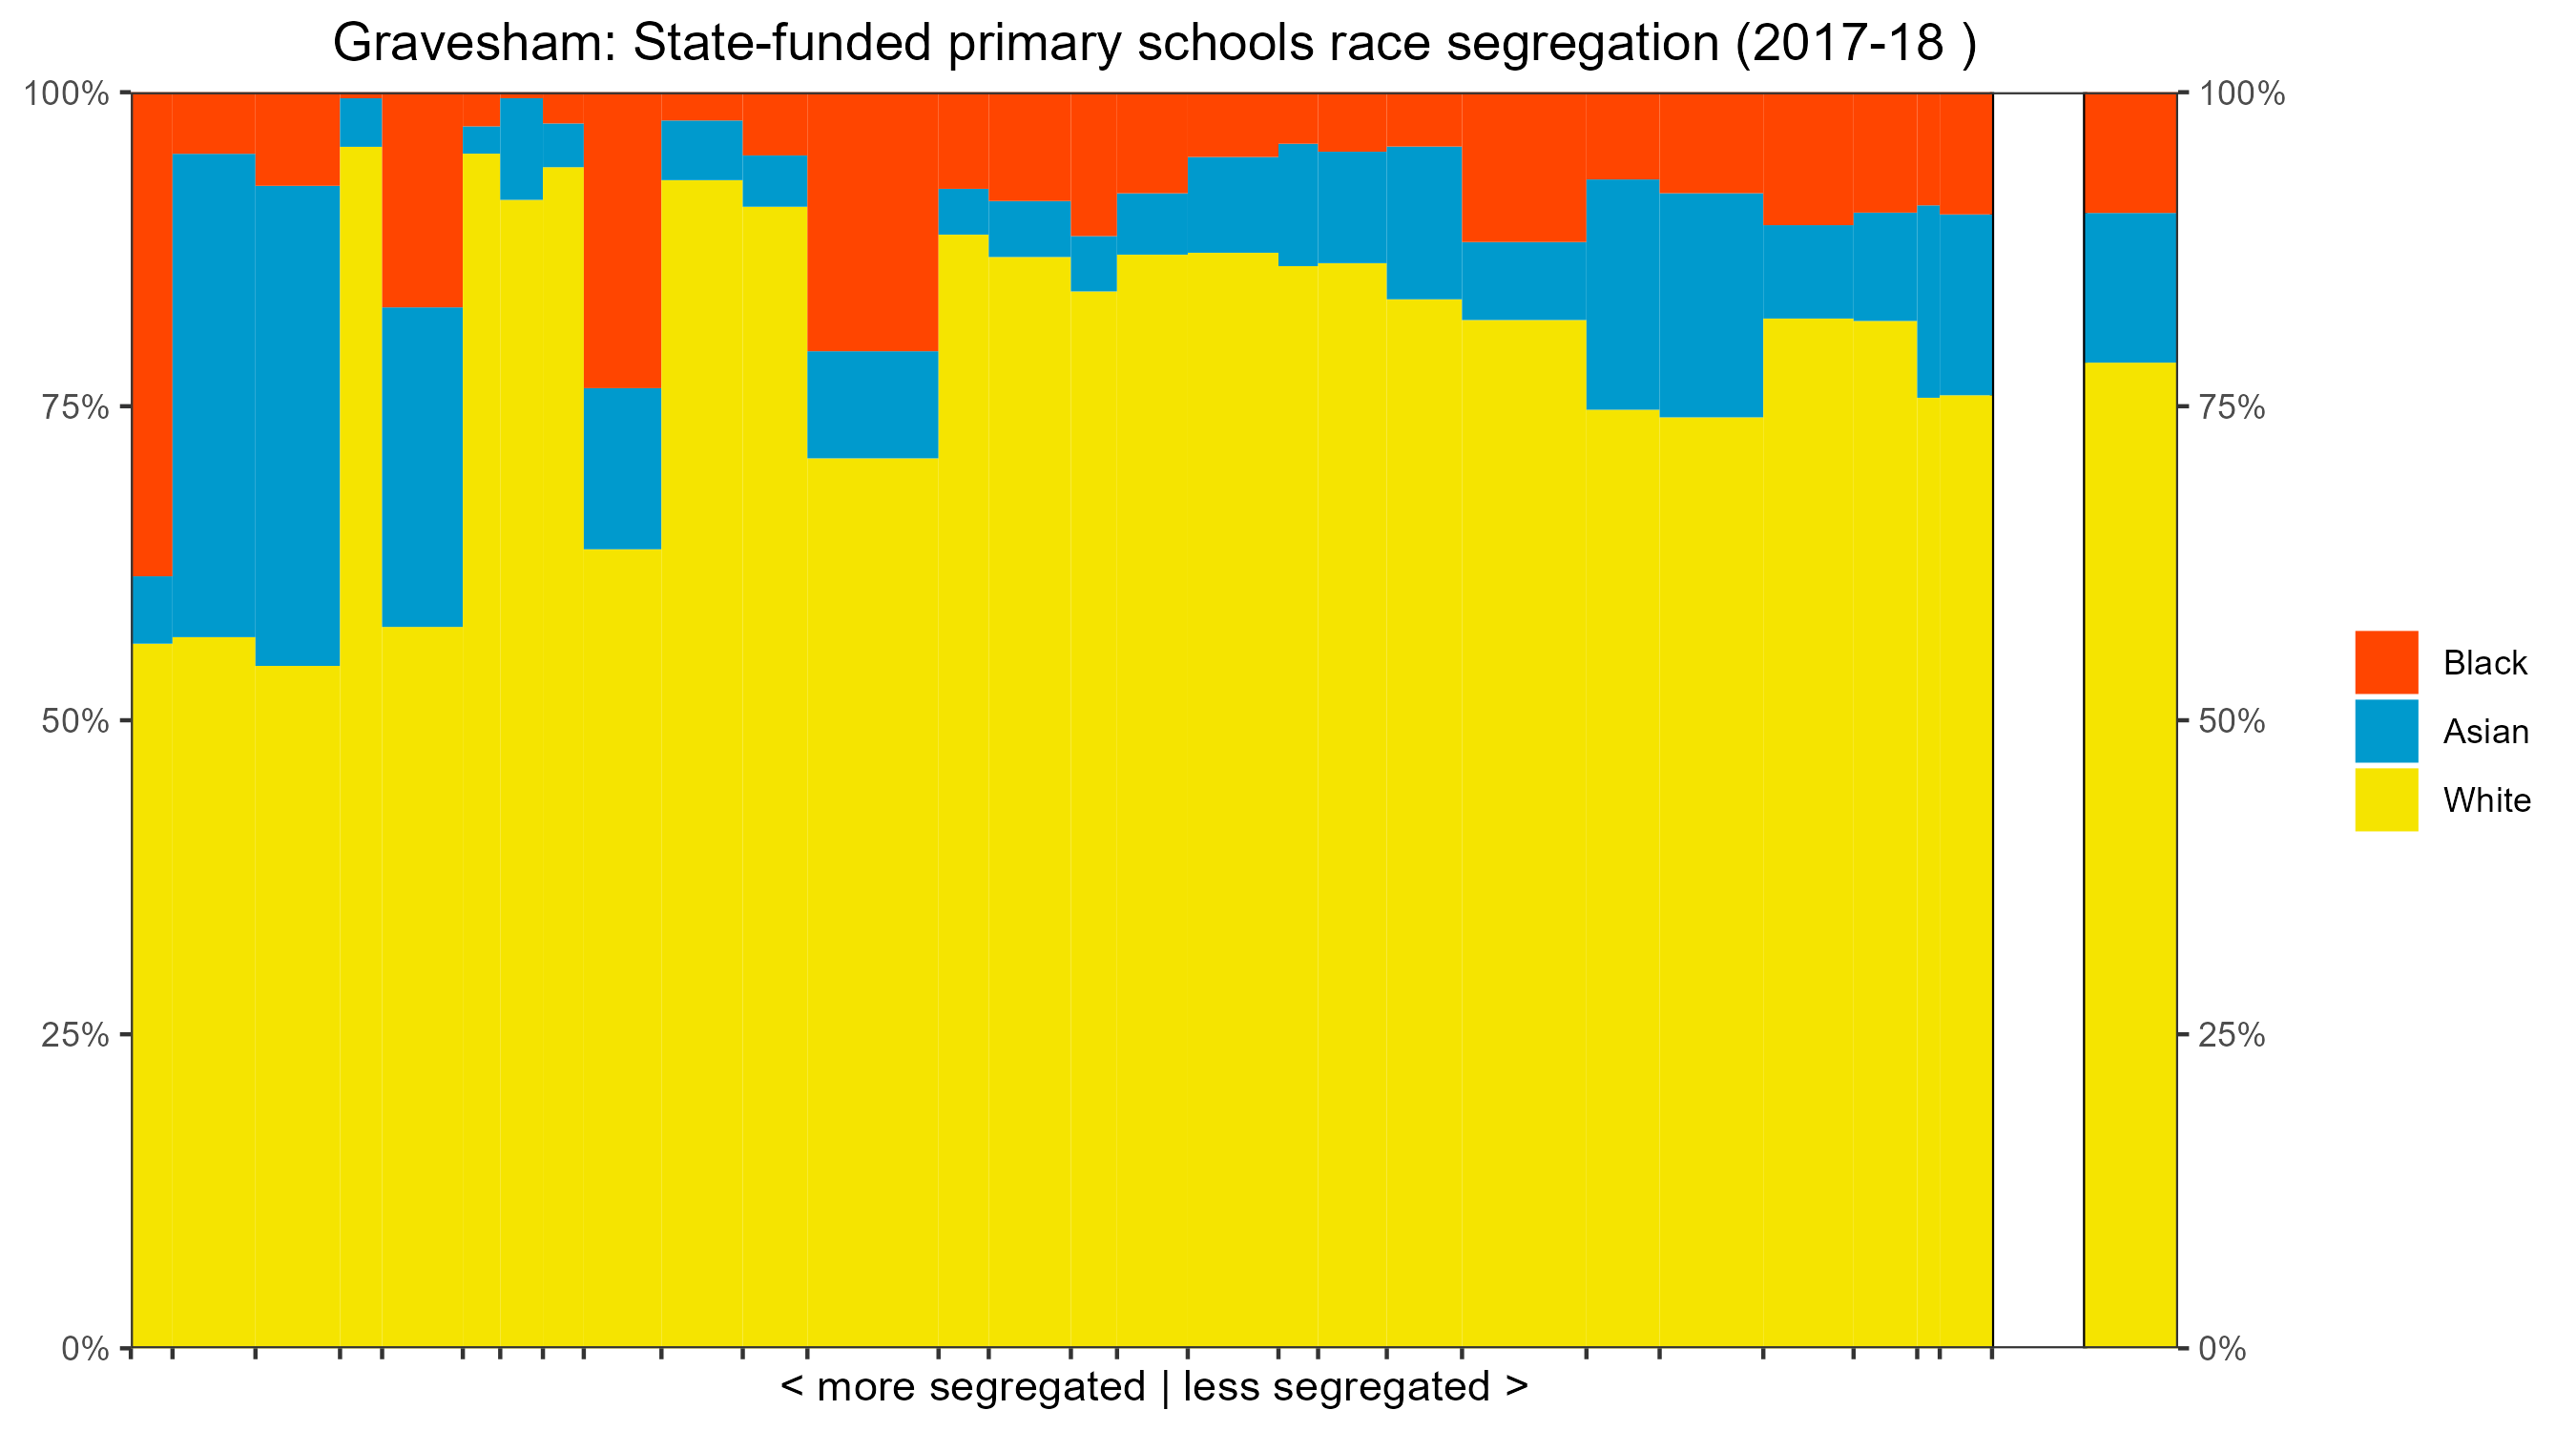 Gravesham: State-funded primary schools race segregation (2017-18 )
100%
75%
50%
25%
0%
100%
75%
50%
25%
0%
Black
Asian
White
< more segregated | less segregated >